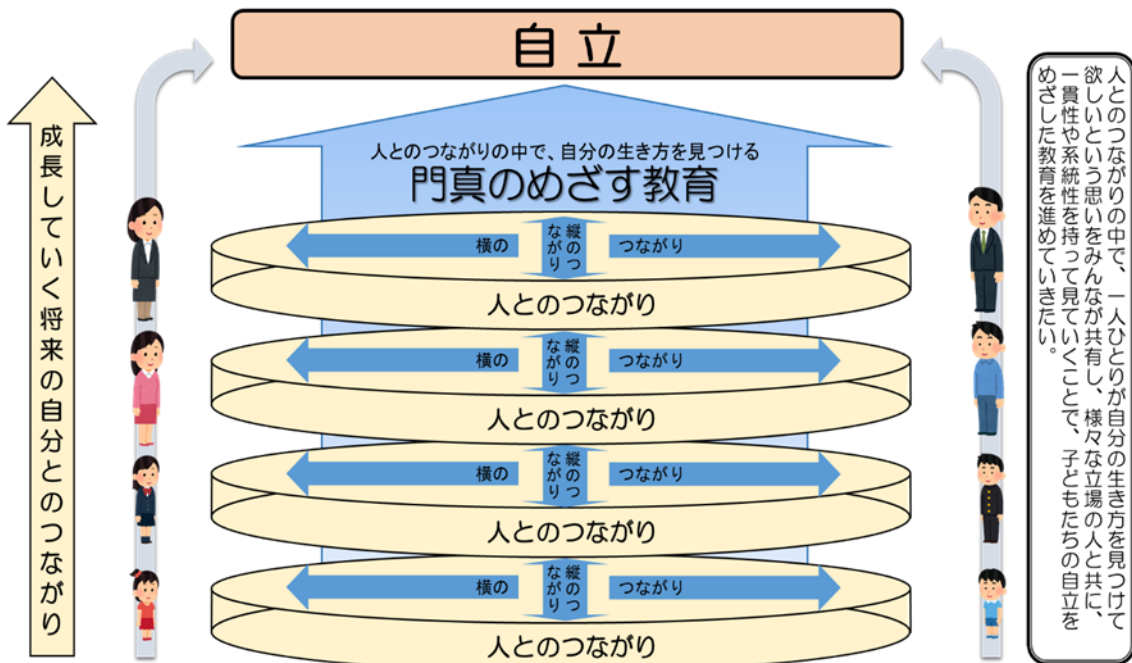 自立
人とのつながりの中で、自分の生き方を見つける
門真のめざす教育
横の
縦のつ
ながり
つながり
人とのつながり
横の
縦のつ
ながり
つながり
人とのつながり
横の
縦のつ
ながり
つながり
人とのつながり
横の
縦のつ
ながり
つながり
人とのつながり
成長していく将来の自分とのつながり
人とのつながりの中で、一人ひとりが自分の生き方を見つけて
欲しいという思いをみんなが共有し、様々な立場の人と共に、
一貫性や系統性を持って見ていくことで、子どもたちの自立を
めざした教育を進めていきたい。